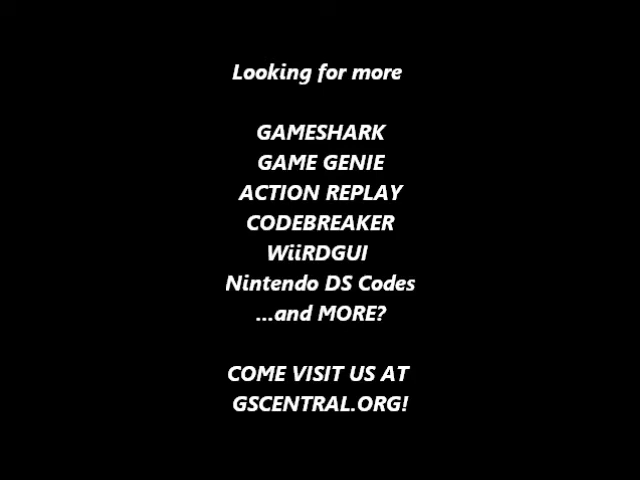 Looking for more
GAMESHARK
GAME GENIE
ACTION REPLAY
CODEBREAKER
WiiRDGUI
Nintendo DS Codes
...and MORE?
COME VISIT US AT
GSCENTRAL.ORG!